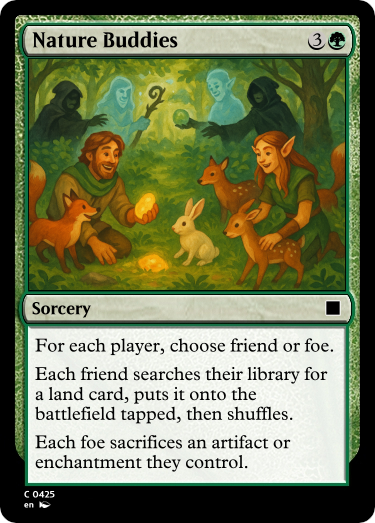 Nature Buddies 3
Sorcery
For each player, choose friend or foe.
Each friend searches their library for
a land card, puts it onto the
battlefield tapped, then shuffles.
Each foe sacrifices an artifact or
enchantment they control.
C 0425
en